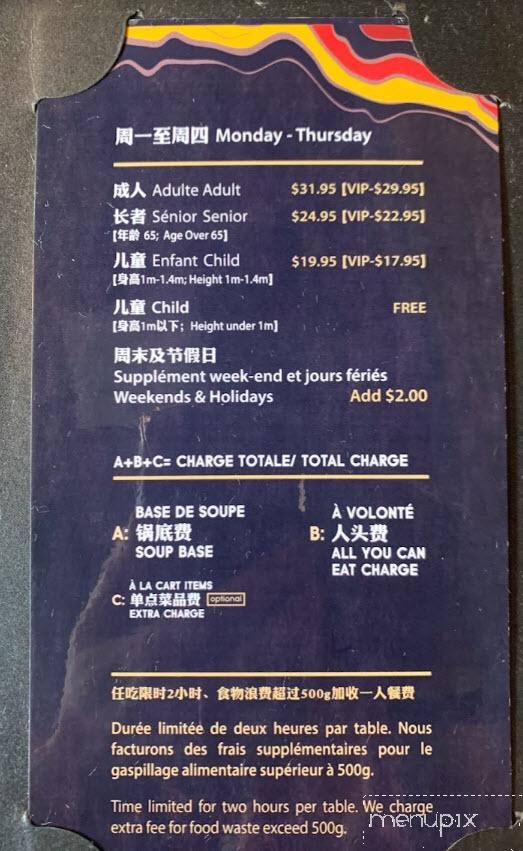 周一至周四 Monday - Thursday
成人 Adulte Adult $31.95 [VIP-$29.95]
长者 Sénior Senior $24.95 [VIP-$22.95]
[年龄 65; Age Over 65]
儿童 Enfant Child $19.95 [VIP-$17.95]
[身高1m-1.4m; Height 1m-1.4m]
儿童 Child FREE
[身高1m以下；Height under 1m]
周末及节假日
Supplément week-end et jours fériés
Weekends & Holidays Add $2.00
A+B+C= CHARGE TOTALE/ TOTAL CHARGE
BASE DE SOUPE
A: 锅底费
SOUP BASE
À VOLONTÉ
B: 人头费
ALL YOU CAN
EAT CHARGE
À LA CART ITEMS
C: 单点菜品费 optional
EXTRA CHARGE
任吃限时2小时、食物浪费超过500g加收一人餐费
Durée limitée de deux heures par table. Nous
facturons des frais supplémentaires pour le
gaspillage alimentaire supérieur à 500g.
Time limited for two hours per table. We charge
extra fee for food waste exceed 500g.
menupix